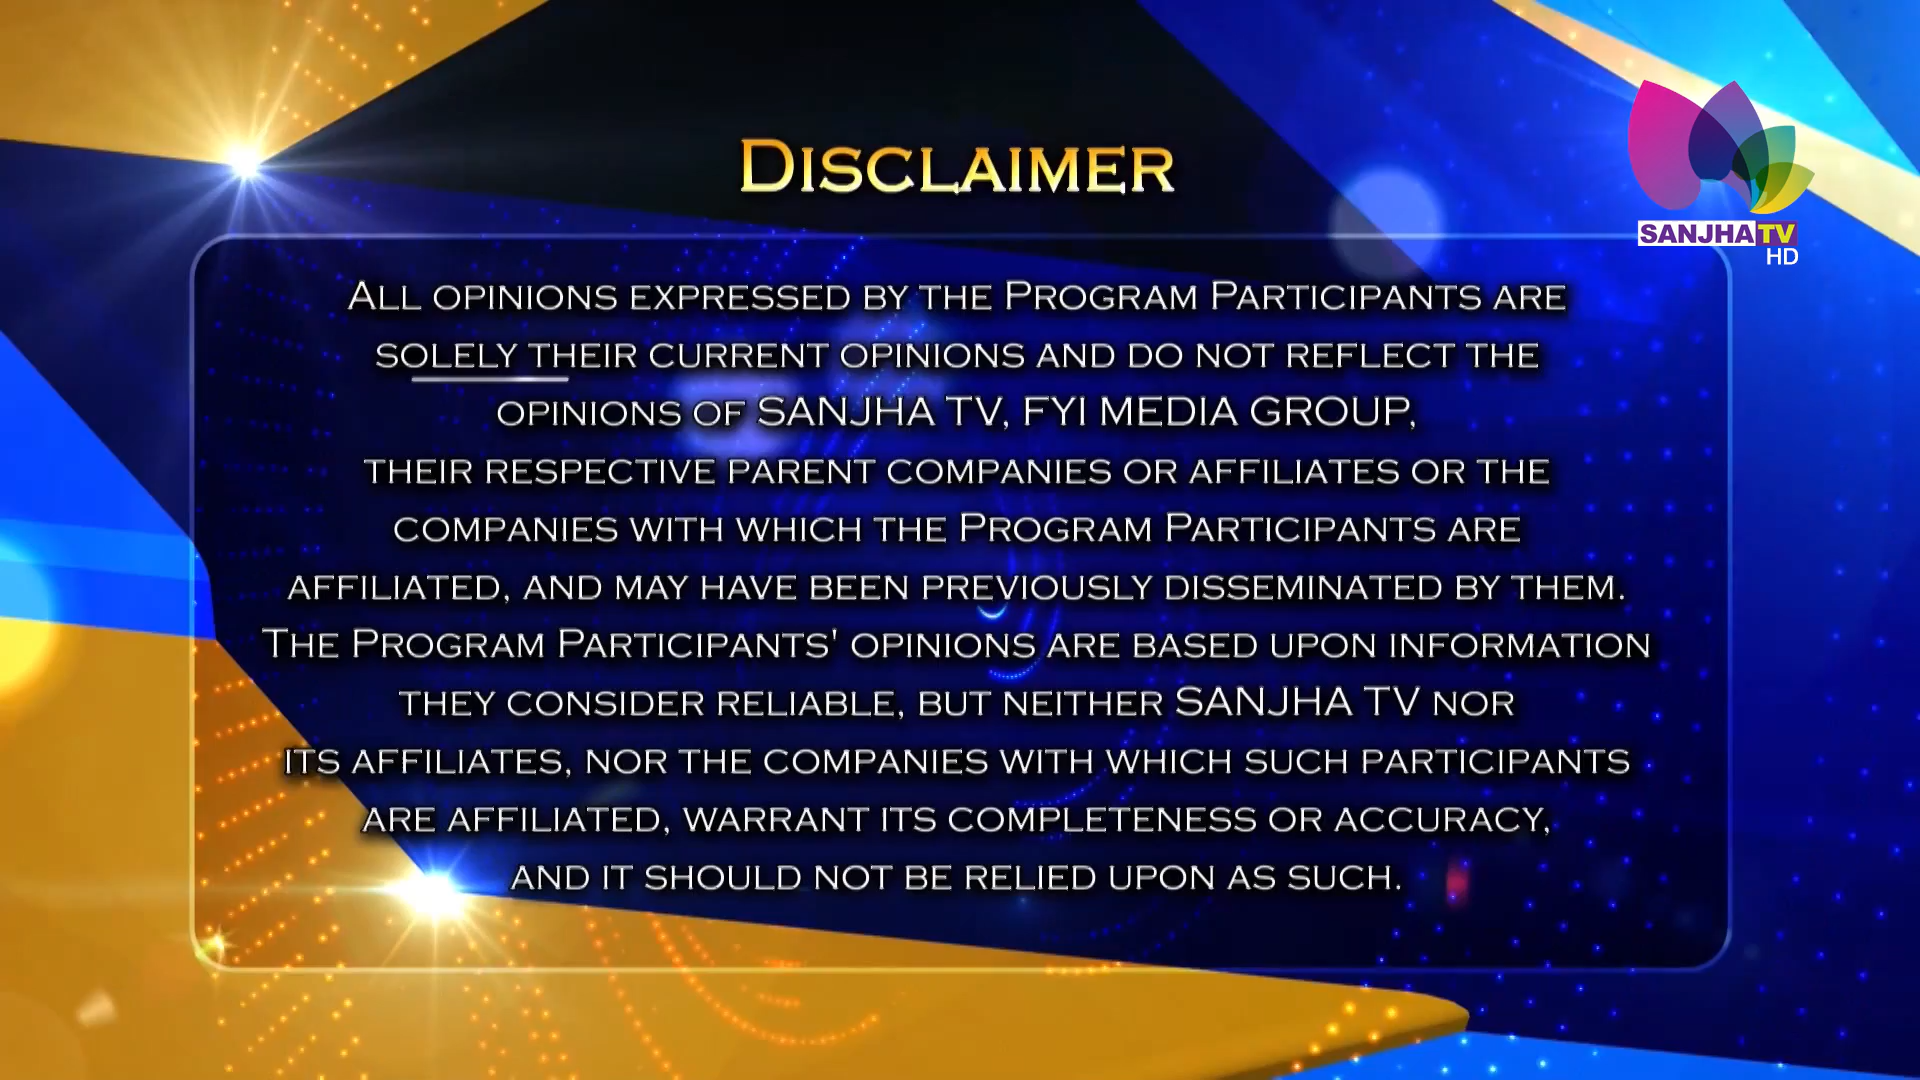 DISCLAIMER
SANJHA TV
HD
ALL OPINIONS EXPRESSED BY THE PROGRAM PARTICIPANTS ARE
SOLELY THEIR CURRENT OPINIONS AND DO NOT REFLECT THE
OPINIONS OF SANJHA TV, FYI MEDIA GROUP,
THEIR RESPECTIVE PARENT COMPANIES OR AFFILIATES OR THE
COMPANIES WITH WHICH THE PROGRAM PARTICIPANTS ARE
AFFILIATED, AND MAY HAVE BEEN PREVIOUSLY DISSEMINATED BY THEM.
THE PROGRAM PARTICIPANTS' OPINIONS ARE BASED UPON INFORMATION
THEY CONSIDER RELIABLE, BUT NEITHER SANJHA TV NOR
ITS AFFILIATES, NOR THE COMPANIES WITH WHICH SUCH PARTICIPANTS
ARE AFFILIATED, WARRANT ITS COMPLETENESS OR ACCURACY,
AND IT SHOULD NOT BE RELIED UPON AS SUCH.